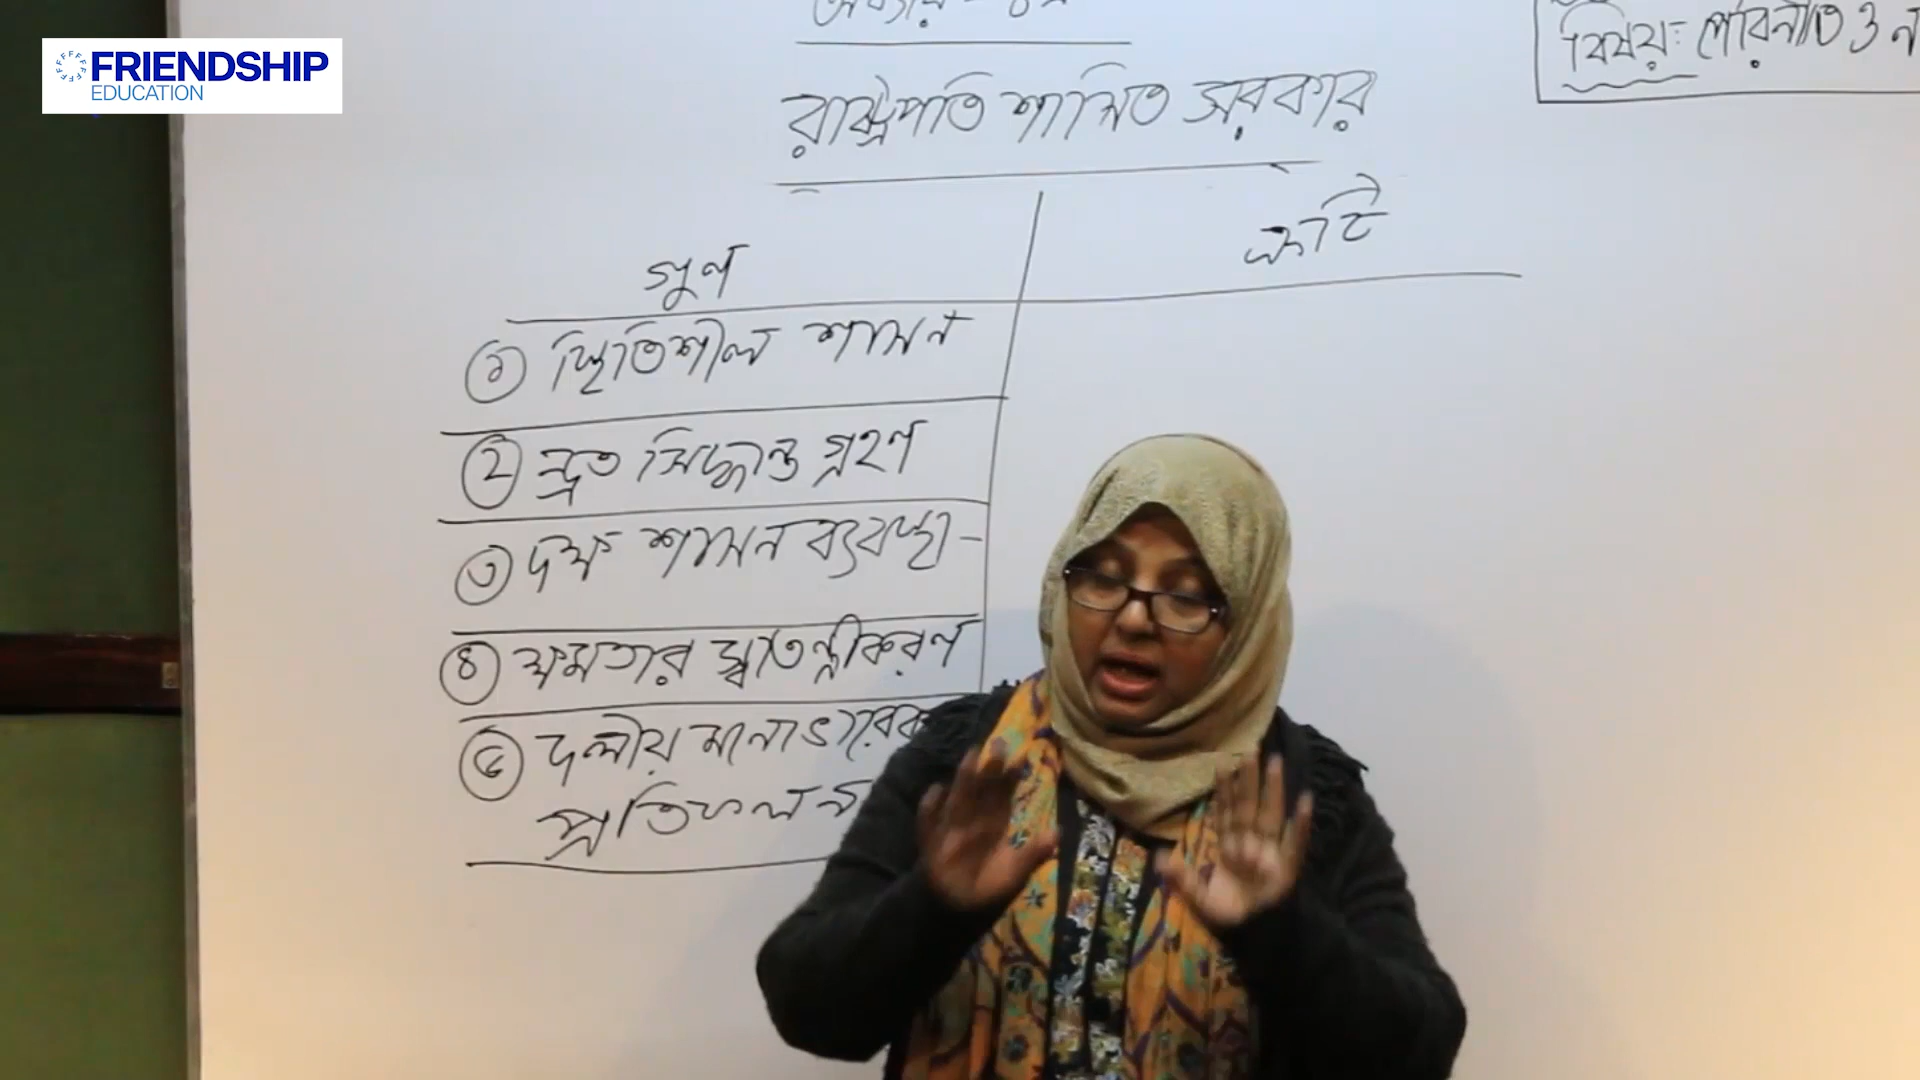 FRIENDSHIP
EDUCATION
বিষয়: পৌরনীতি ও
রাষ্ট্রপতি শাসিত সরকার
গুণ
ত্রুটি
১ স্থিতিশীল শাসন
২ দ্রুত সিদ্ধান্ত গ্রহণ
৩ দক্ষ শাসন ব্যবস্থা -
৪ ক্ষমতার স্বাতন্ত্রীকরণ
৫ দলীয় মনোভাবের
প্রতিফলন